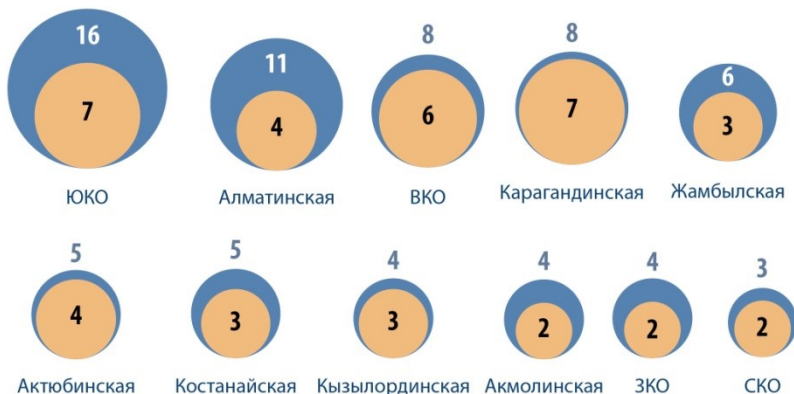 16 11 8 8 6
7 4 6 7 3
ЮКО Алматинская ВКО Карагандинская Жамбылская
5 5 4 4 4 3
4 3 3 2 2 2
Актюбинская Костанайская Кызылординская Акмолинская ЗКО СКО